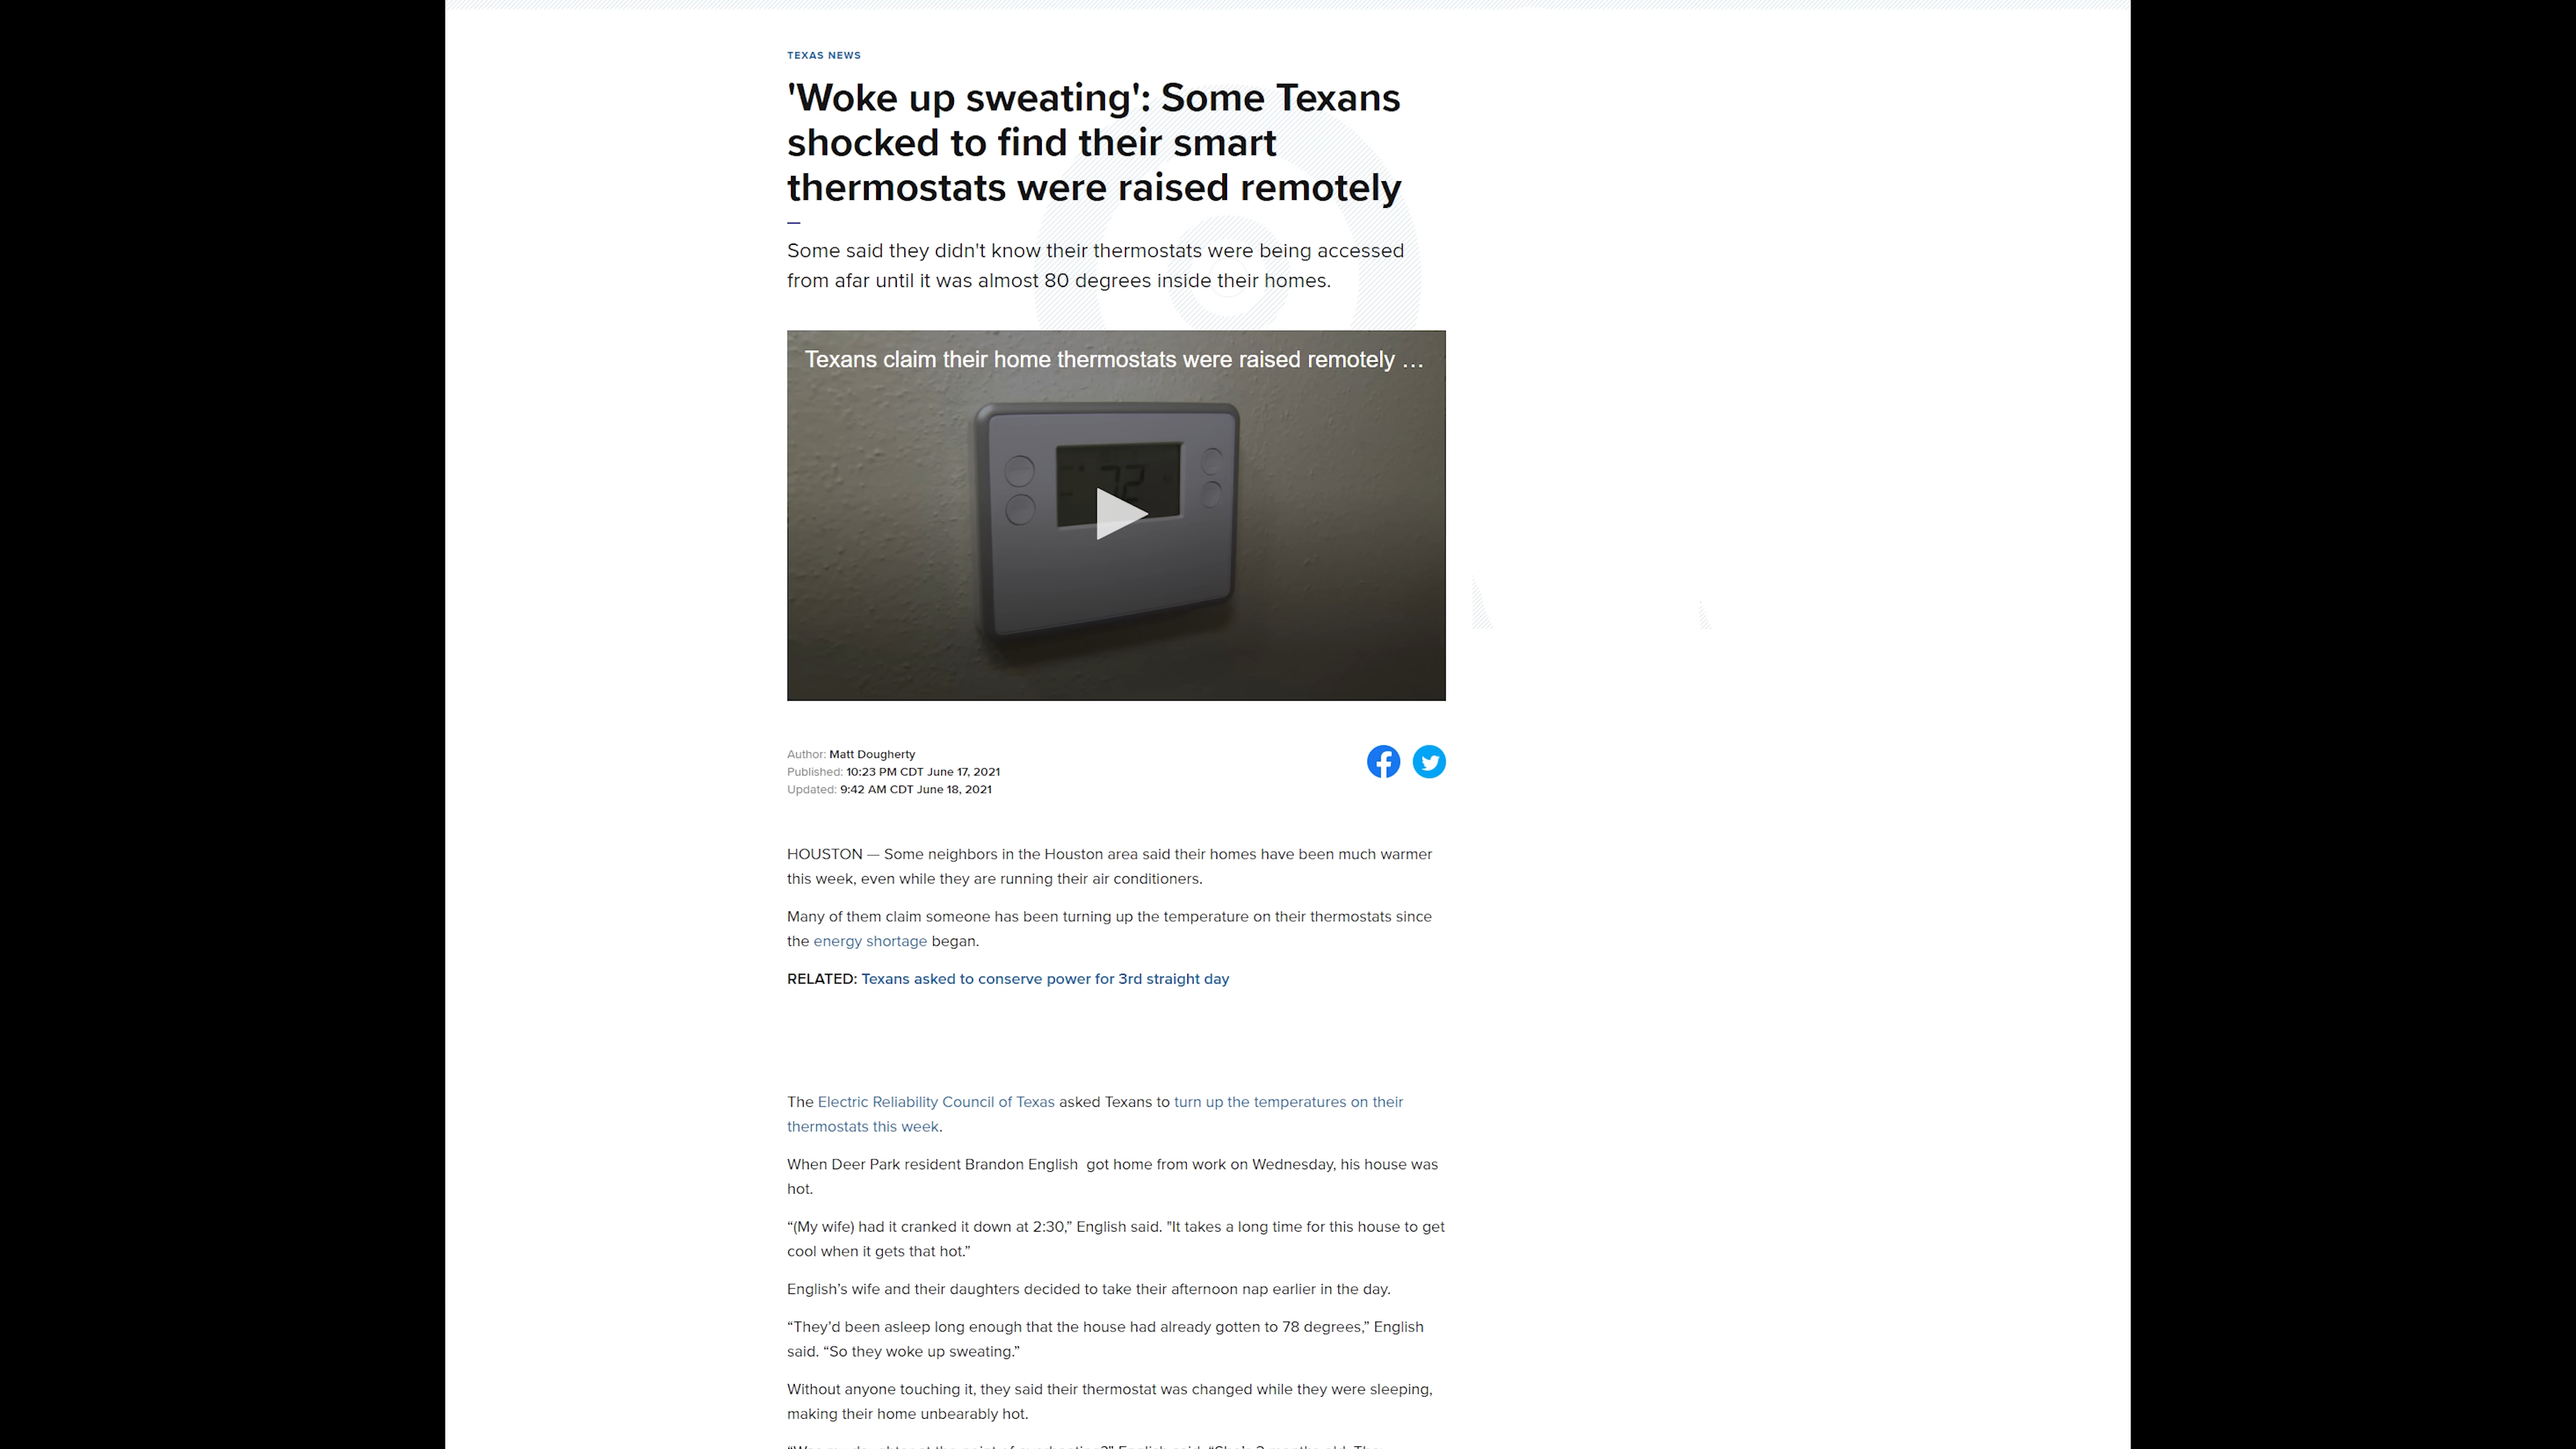 TEXAS NEWS
'Woke up sweating': Some Texans
shocked to find their smart
thermostats were raised remotely
Some said they didn't know their thermostats were being accessed
from afar until it was almost 80 degrees inside their homes.
Texans claim their home thermostats were raised remotely …
72
Author: Matt Dougherty
Published: 10:23 PM CDT June 17, 2021
Updated: 9:42 AM CDT June 18, 2021
HOUSTON — Some neighbors in the Houston area said their homes have been much warmer
this week, even while they are running their air conditioners.
Many of them claim someone has been turning up the temperature on their thermostats since
the energy shortage began.
RELATED: Texans asked to conserve power for 3rd straight day
The Electric Reliability Council of Texas asked Texans to turn up the temperatures on their
thermostats this week.
When Deer Park resident Brandon English  got home from work on Wednesday, his house was
hot.
“(My wife) had it cranked it down at 2:30,” English said. "It takes a long time for this house to get
cool when it gets that hot.”
English’s wife and their daughters decided to take their afternoon nap earlier in the day.
“They’d been asleep long enough that the house had already gotten to 78 degrees,” English
said. “So they woke up sweating.”
Without anyone touching it, they said their thermostat was changed while they were sleeping,
making their home unbearably hot.